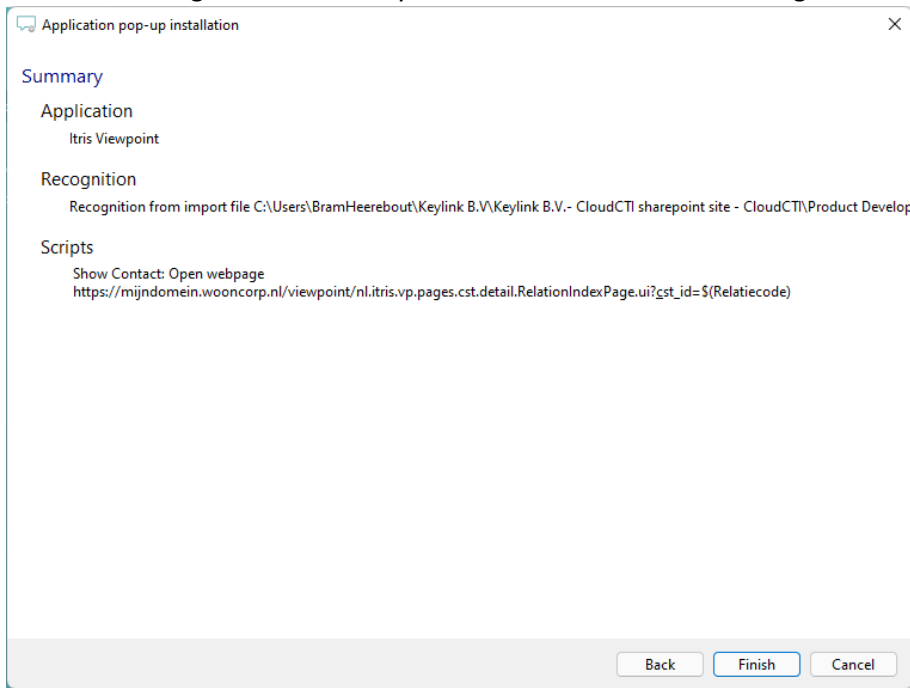 Application pop-up installation
Summary
Application
Itris Viewpoint
Recognition
Recognition from import file C:\Users\BramHeerebout\Keylink B.V\Keylink B.V.- CloudCTI sharepoint site - CloudCTI\Product Develop
Scripts
Show Contact: Open webpage
https://mijndomein.wooncorp.nl/viewpoint/nl.itris.vp.pages.cst.detail.RelationIndexPage.ui?cst_id=$(Relatiecode)
Back Finish Cancel